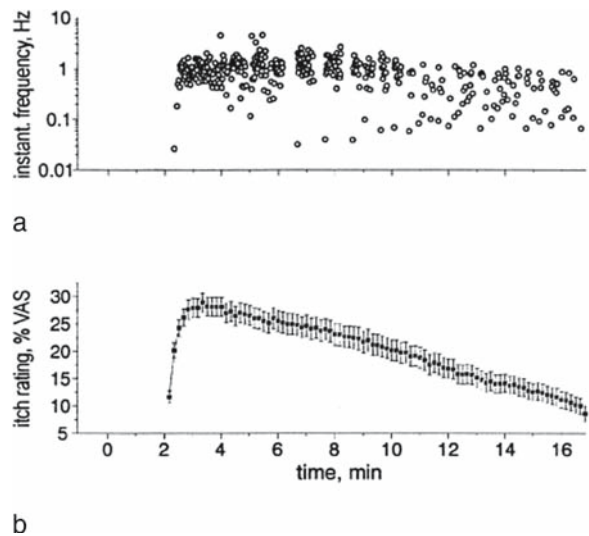 instant. frequency, Hz
10
1
0.1
0.01
a
itch rating, % VAS
30
25
20
15
10
5
0 2 4 6 8 10 12 14 16
time, min
b